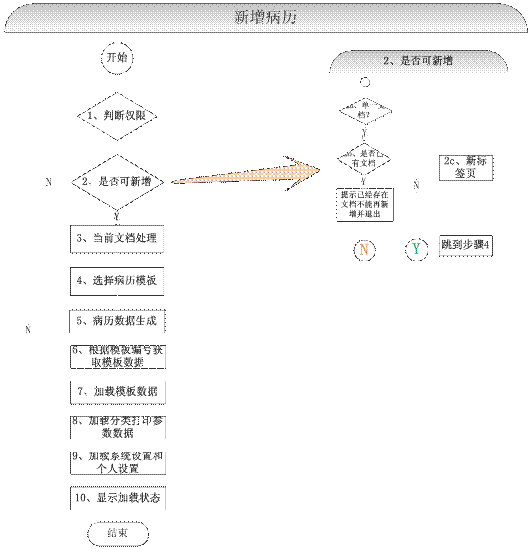 新增病历
开始
1、判断权限
N
2、是否可新增
Y
3、当前文档处理
4、选择病历模板
5、病历数据生成
N
6、根据模板编号获
取模板数据
7、加载模板数据
8、加载分类打印参
数数据
9、加载系统设置和
个人设置
10、显示加载状态
结束
2、是否可新增
单
档?
Y
、是否已
有文档
N
2c、新标
签页
Y
提示已经存在
文档不能再新
增并退出
N
Y
跳到步骤4